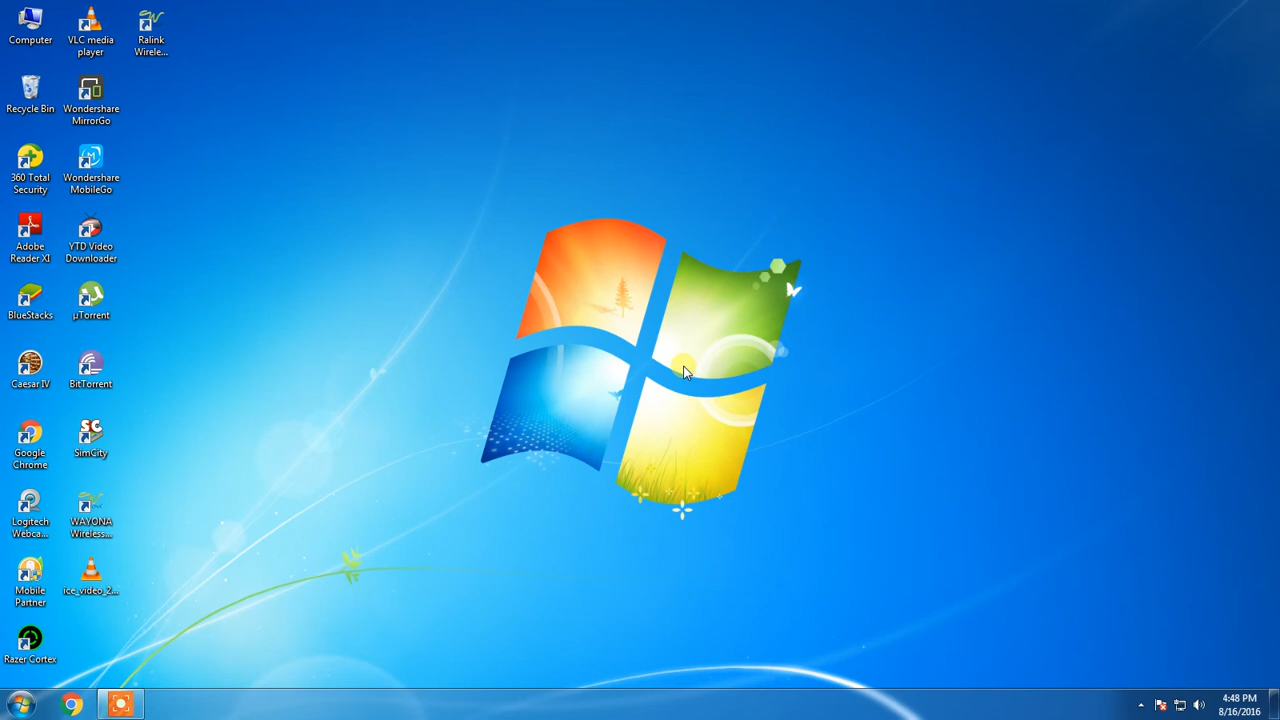 Computer
VLC media
player
Ralink
Wirele...
Recycle Bin
Wondershare
MirrorGo
360 Total
Security
Wondershare
MobileGo
Adobe
Reader XI
YTD Video
Downloader
BlueStacks
µTorrent
Caesar IV
BitTorrent
Google
Chrome
SC
SimCity
Logitech
Webca...
WAYONA
Wireless...
Mobile
Partner
ice_video_2...
Razer Cortex
4:48 PM
8/16/2016